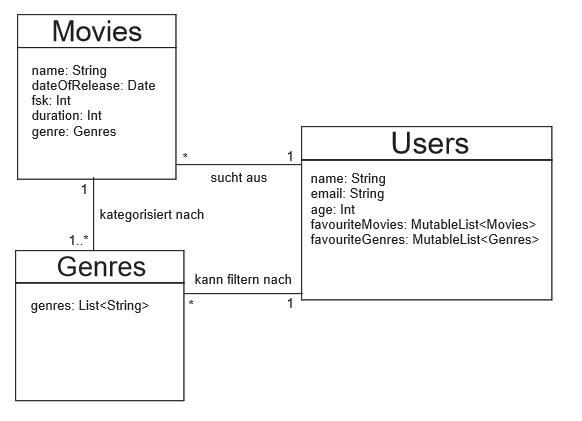 Movies
name: String
dateOfRelease: Date
fsk: Int
duration: Int
genre: Genres
*
1
sucht aus
Users
name: String
email: String
age: Int
favouriteMovies: MutableList<Movies>
favouriteGenres: MutableList<Genres>
1
kategorisiert nach
1..*
Genres
genres: List<String>
kann filtern nach
*
1